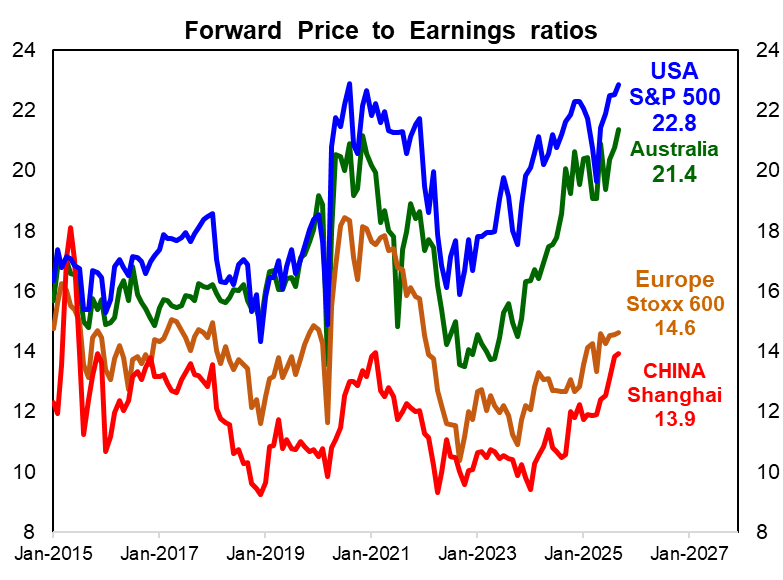 Forward Price to Earnings ratios
24 24
22 22
20 20
18 18
16 16
14 14
12 12
10 10
8 8
USA
S&P 500
22.8
Australia
21.4
Europe
Stoxx 600
14.6
CHINA
Shanghai
13.9
Jan-2015 Jan-2017 Jan-2019 Jan-2021 Jan-2023 Jan-2025 Jan-2027